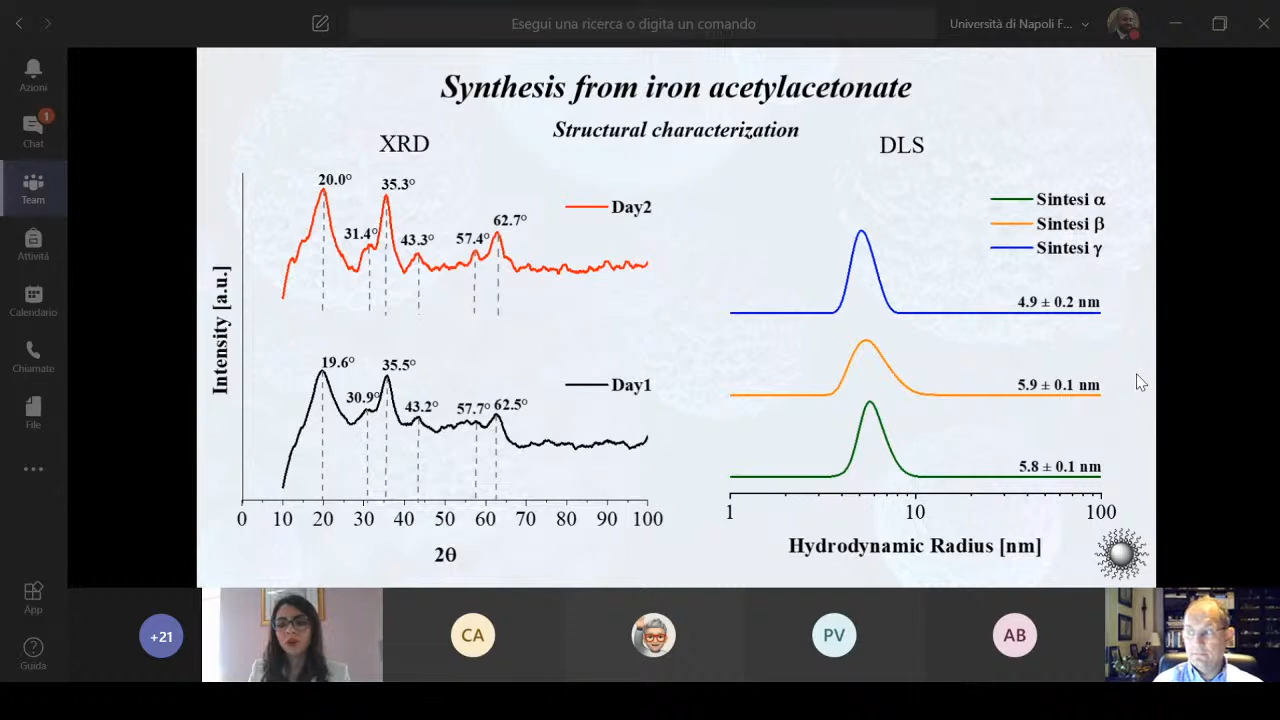 Esegui una ricerca o digita un comando
Università di Napoli F...
Azioni
1
Chat
Team
Attività
Calendario
Chiamate
File
App
Guida
Synthesis from iron acetylacetonate
Structural characterization
XRD
20.0°
35.3°
31.4°
43.3°
57.4°
62.7°
Day2
19.6°
35.5°
30.9°
43.2°
57.7°
62.5°
Day1
Intensity [a.u.]
0 10 20 30 40 50 60 70 80 90 100
2θ
DLS
Sintesi α
Sintesi β
Sintesi γ
4.9 ± 0.2 nm
5.9 ± 0.1 nm
5.8 ± 0.1 nm
1 10 100
Hydrodynamic Radius [nm]
+21
CA
PV
AB